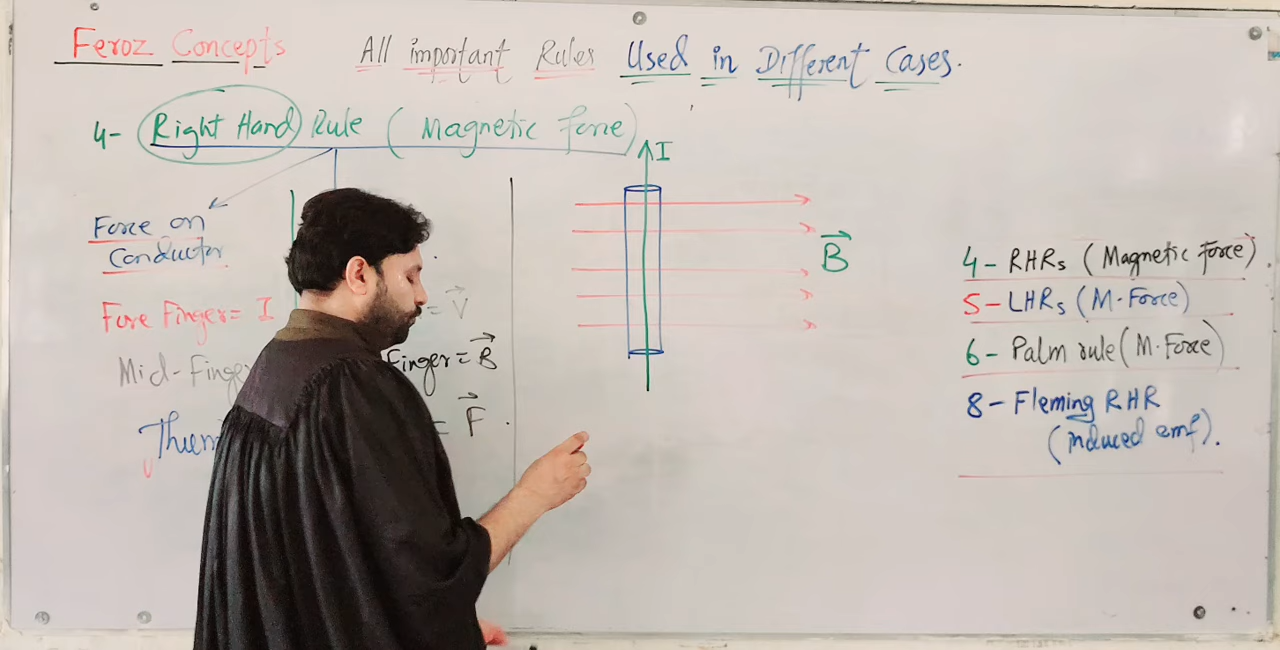 Feroz Concepts All important Rules Used in Different Cases.
4- Right Hand Rule (Magnetic force)
Force on
Conductor
Fore Finger = I
Mid-Finge
Thum
= V
Finger = B
= F.
I
B
4- RHRs (Magnetic force)
5- LHRs (M. Force)
6- Palm rule (M. Force)
8- Fleming RHR
(induced emf).